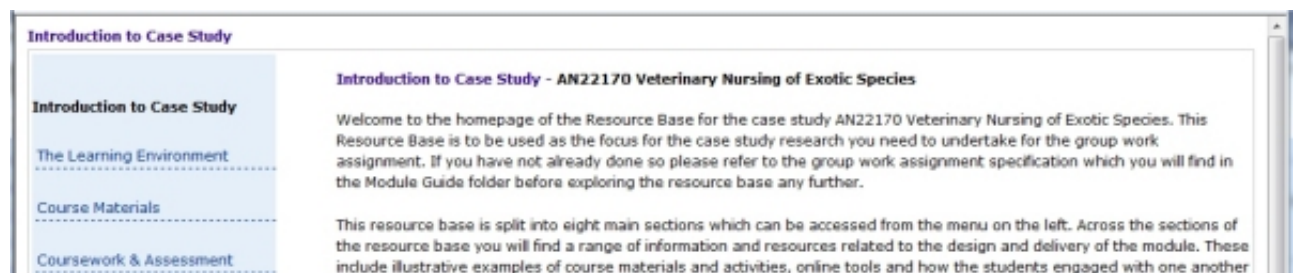 Introduction to Case Study
Introduction to Case Study
The Learning Environment
Course Materials
Coursework & Assessment
Introduction to Case Study - AN22170 Veterinary Nursing of Exotic Species
Welcome to the homepage of the Resource Base for the case study AN22170 Veterinary Nursing of Exotic Species. This
Resource Base is to be used as the focus for the case study research you need to undertake for the group work
assignment. If you have not already done so please refer to the group work assignment specification which you will find in
the Module Guide folder before exploring the resource base any further.
This resource base is split into eight main sections which can be accessed from the menu on the left. Across the sections of
the resource base you will find a range of information and resources related to the design and delivery of the module. These
include illustrative examples of course materials and activities, online tools and how the students engaged with one another